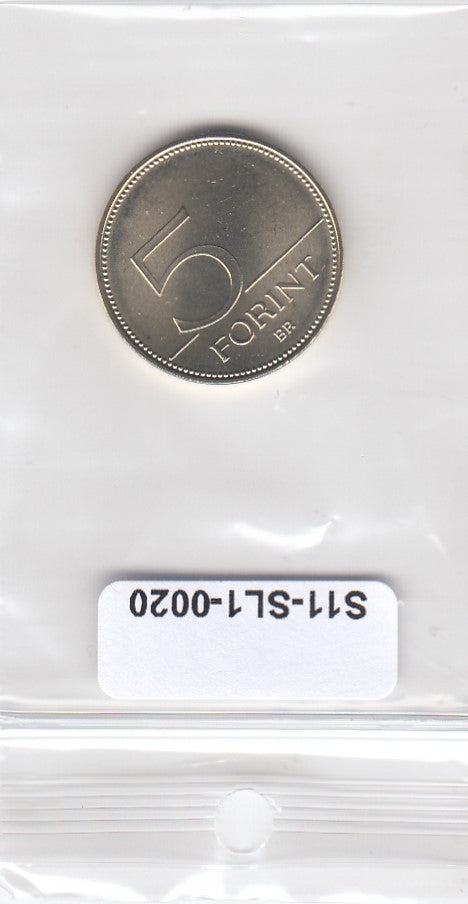 5
FORINT
BP.
S11-SL1-0020